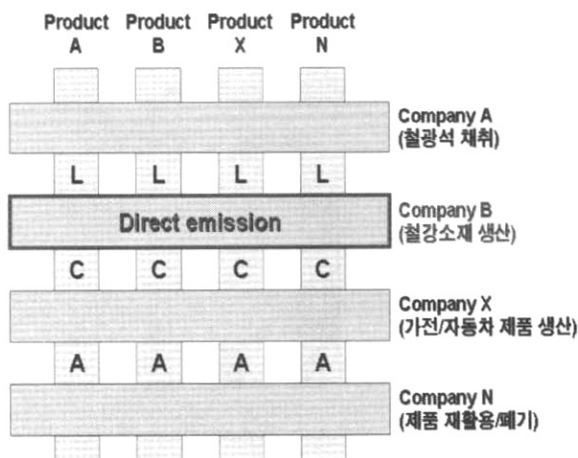 Product Product Product Product
A B X N
Company A
(철광석 채취)
L L L L
Direct emission
Company B
(철강소재 생산)
C C C C
Company X
(가전/자동차 제품 생산)
A A A A
Company N
(제품 재활용/폐기)